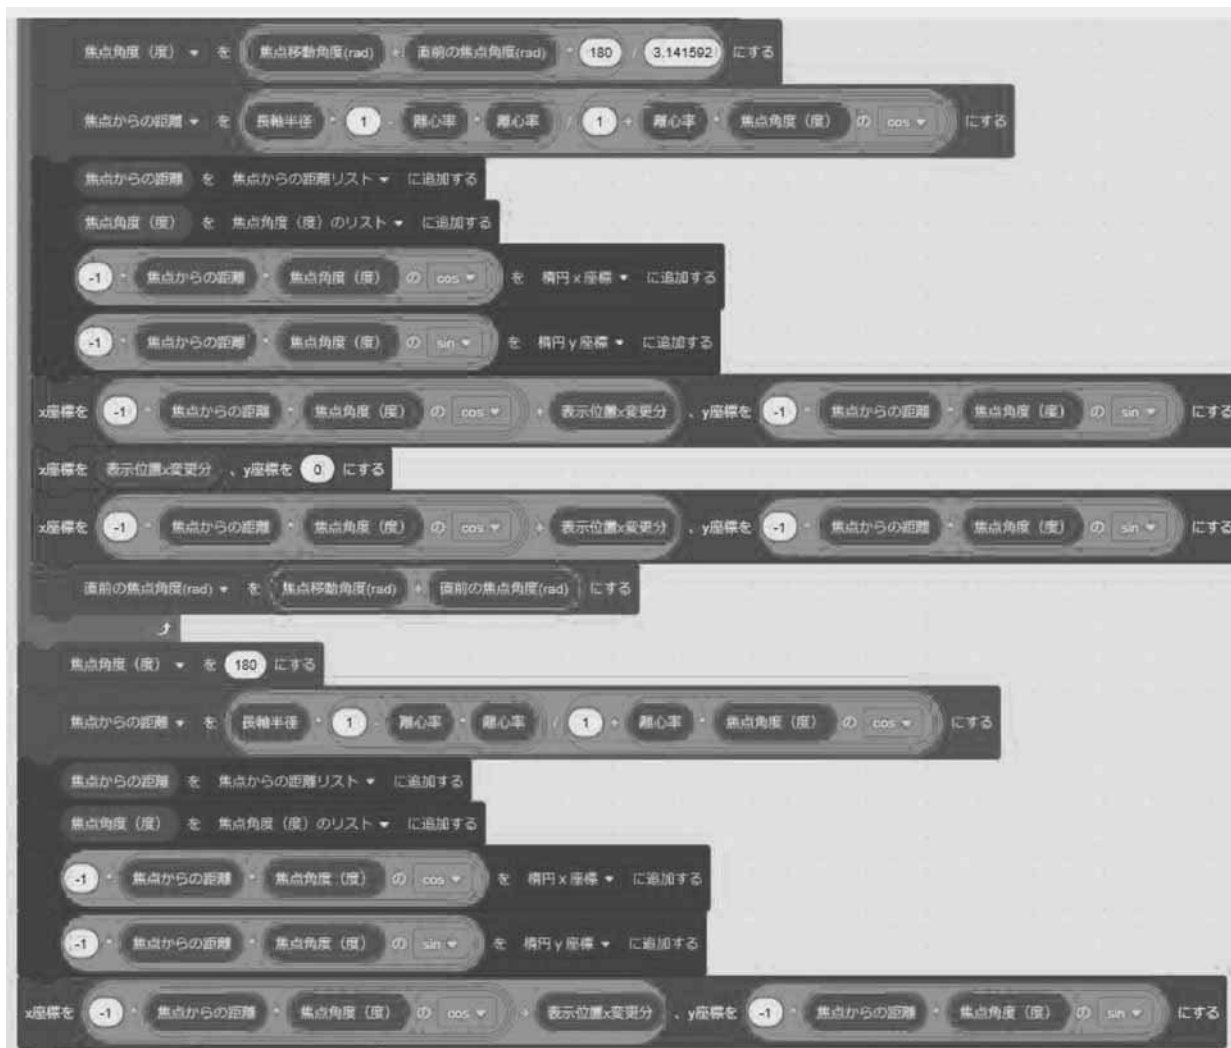 焦点角度（度） ▾ を 焦点移動角度(rad) + 直前の焦点角度(rad) * 180 / 3.141592 にする
焦点からの距離 ▾ を 長軸半径 * 1 - 離心率 * 離心率 / 1 + 離心率 * 焦点角度（度） の cos ▾ にする
焦点からの距離 を 焦点からの距離リスト ▾ に追加する
焦点角度（度） を 焦点角度（度）のリスト ▾ に追加する
-1 * 焦点からの距離 * 焦点角度（度） の cos ▾ を 楕円ｘ座標 ▾ に追加する
-1 * 焦点からの距離 * 焦点角度（度） の sin ▾ を 楕円ｙ座標 ▾ に追加する
x座標を -1 * 焦点からの距離 * 焦点角度（度） の cos ▾ + 表示位置x変更分 、y座標を -1 * 焦点からの距離 * 焦点角度（度） の sin ▾ にする
x座標を 表示位置x変更分 、y座標を 0 にする
x座標を -1 * 焦点からの距離 * 焦点角度（度） の cos ▾ + 表示位置x変更分 、y座標を -1 * 焦点からの距離 * 焦点角度（度） の sin ▾ にする
直前の焦点角度(rad) ▾ を 焦点移動角度(rad) + 直前の焦点角度(rad) にする
焦点角度（度） ▾ を 180 にする
焦点からの距離 ▾ を 長軸半径 * 1 - 離心率 * 離心率 / 1 + 離心率 * 焦点角度（度） の cos ▾ にする
焦点からの距離 を 焦点からの距離リスト ▾ に追加する
焦点角度（度） を 焦点角度（度）のリスト ▾ に追加する
-1 * 焦点からの距離 * 焦点角度（度） の cos ▾ を 楕円ｘ座標 ▾ に追加する
-1 * 焦点からの距離 * 焦点角度（度） の sin ▾ を 楕円ｙ座標 ▾ に追加する
x座標を -1 * 焦点からの距離 * 焦点角度（度） の cos ▾ + 表示位置x変更分 、y座標を -1 * 焦点からの距離 * 焦点角度（度） の sin ▾ にする